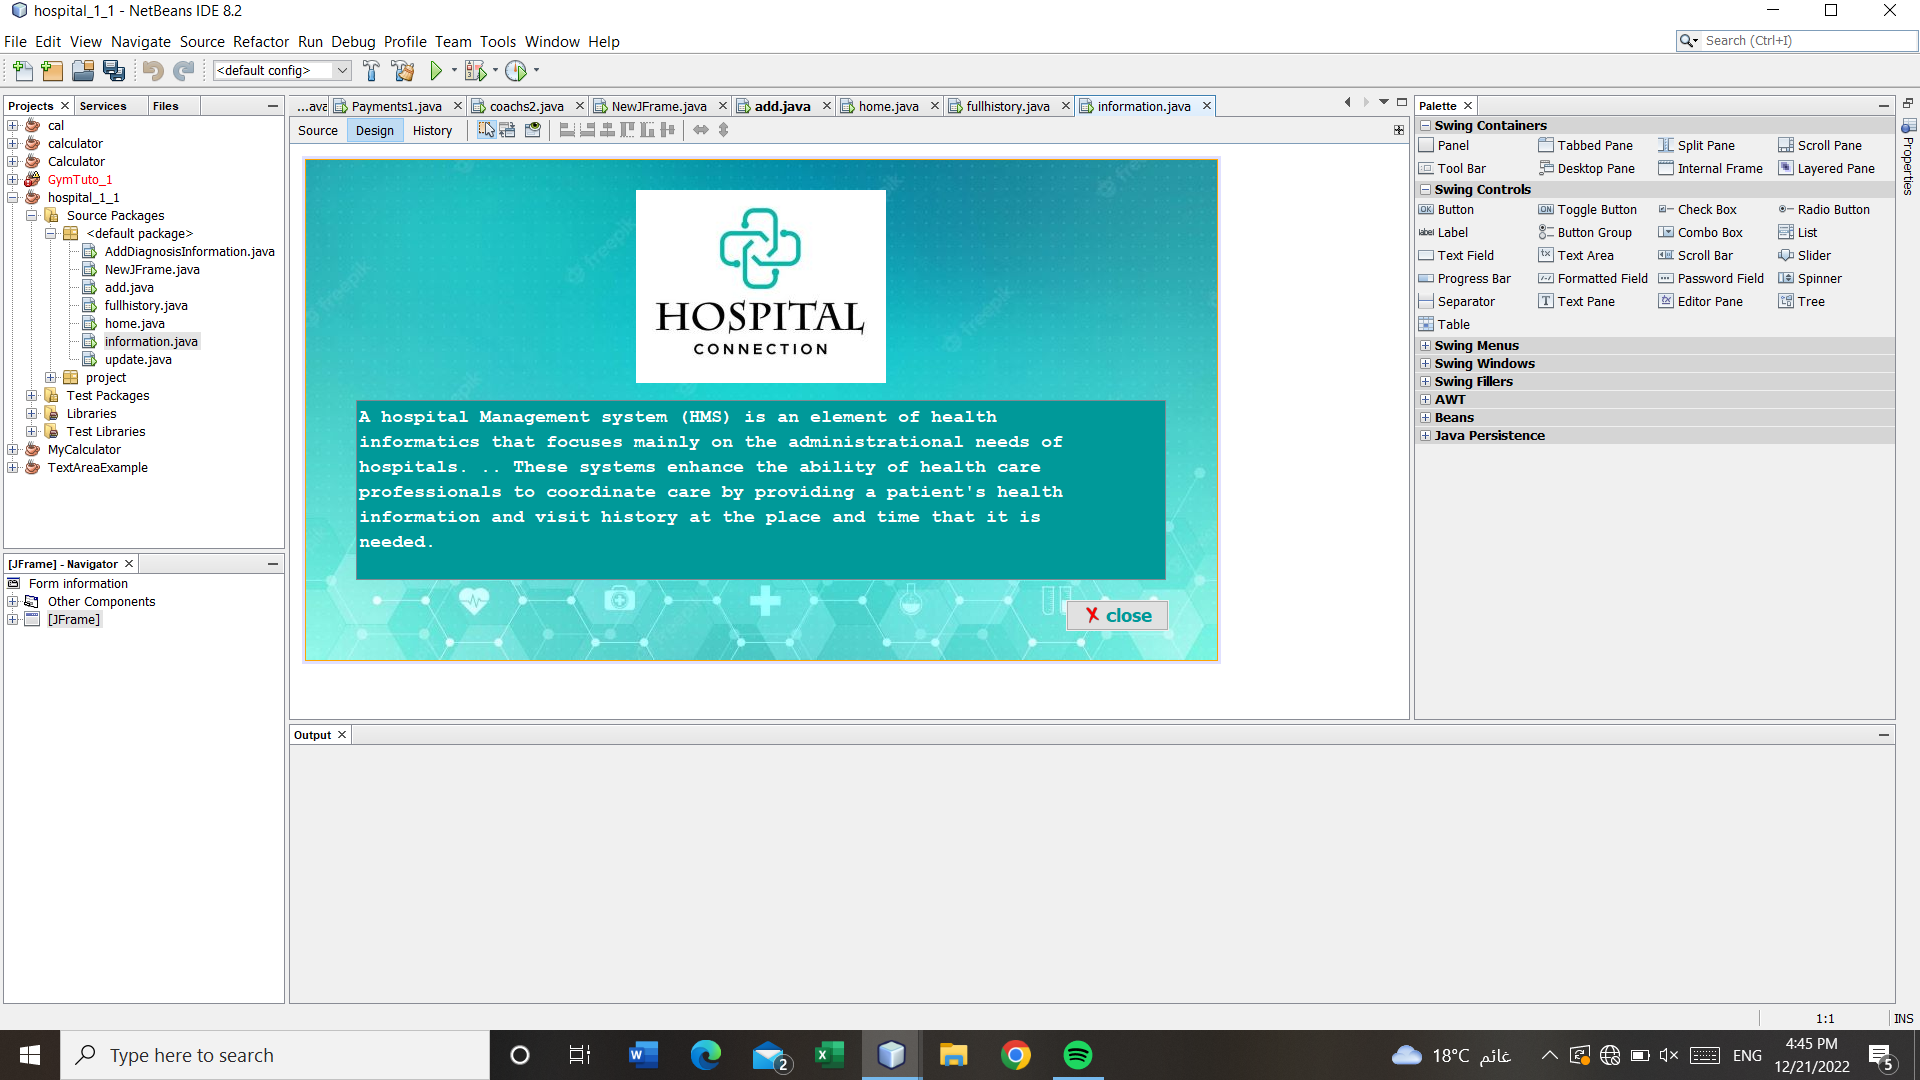 hospital_1_1 - NetBeans IDE 8.2
File Edit View Navigate Source Refactor Run Debug Profile Team Tools Window Help
Search (Ctrl+I)
<default config>
Projects Services Files
cal
calculator
Calculator
GymTuto_1
hospital_1_1
Source Packages
<default package>
AddDiagnosisInformation.java
NewJFrame.java
add.java
fullhistory.java
home.java
information.java
update.java
project
Test Packages
Libraries
Test Libraries
MyCalculator
TextAreaExample
[JFrame] - Navigator
Form information
Other Components
[JFrame]
...ava Payments1.java coachs2.java NewJFrame.java add.java home.java fullhistory.java information.java
Source Design History
freepik
HOSPITAL
CONNECTION
A hospital Management system (HMS) is an element of health
informatics that focuses mainly on the administrational needs of
hospitals. .. These systems enhance the ability of health care
professionals to coordinate care by providing a patient's health
information and visit history at the place and time that it is
needed.
X close
Output
Palette
Swing Containers
Panel Tabbed Pane Split Pane Scroll Pane
Tool Bar Desktop Pane Internal Frame Layered Pane
Swing Controls
OK Button ON Toggle Button Check Box Radio Button
label Label Button Group Combo Box List
Text Field Text Area Scroll Bar Slider
Progress Bar Formatted Field Password Field Spinner
Separator Text Pane Editor Pane Tree
Table
Swing Menus
Swing Windows
Swing Fillers
AWT
Beans
Java Persistence
Properties
1:1 INS
Type here to search
2
18°C غائم
ENG
4:45 PM
12/21/2022
5